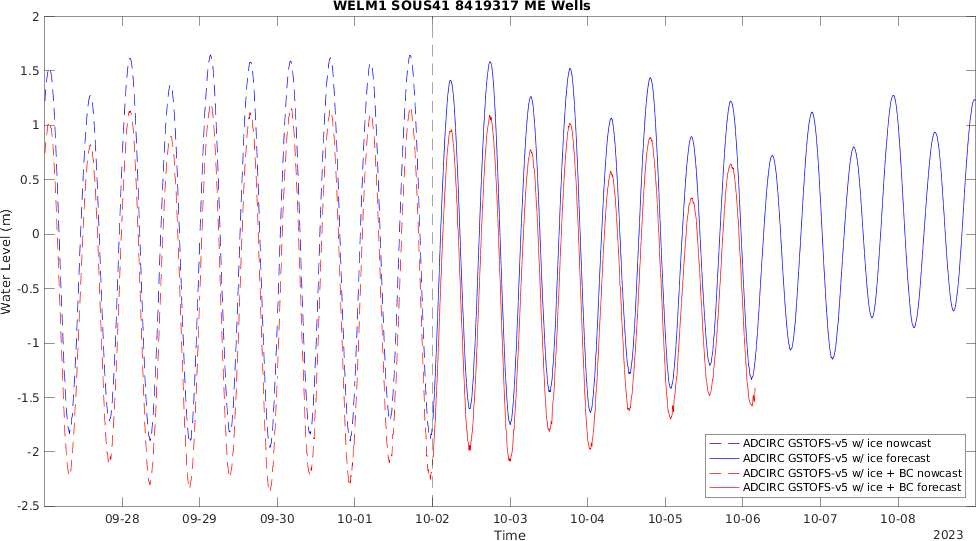 WELM1 SOUS41 8419317 ME Wells
2
1.5
1
0.5
0
-0.5
-1
-1.5
-2
-2.5
Water Level (m)
09-28 09-29 09-30 10-01 10-02 10-03 10-04 10-05 10-06 10-07 10-08
Time
2023
ADCIRC GSTOFS-v5 w/ ice nowcast
ADCIRC GSTOFS-v5 w/ ice forecast
ADCIRC GSTOFS-v5 w/ ice + BC nowcast
ADCIRC GSTOFS-v5 w/ ice + BC forecast